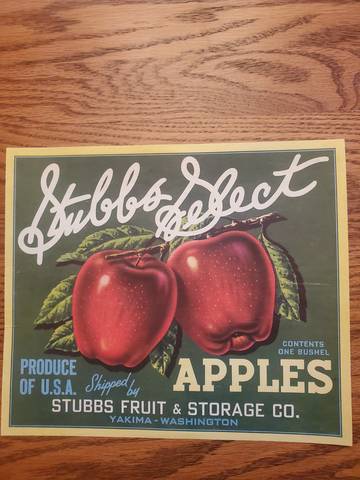 Stubbs Select
CONTENTS
ONE BUSHEL
PRODUCE
OF U.S.A.
Shipped
by
APPLES
STUBBS FRUIT & STORAGE CO.
YAKIMA-WASHINGTON